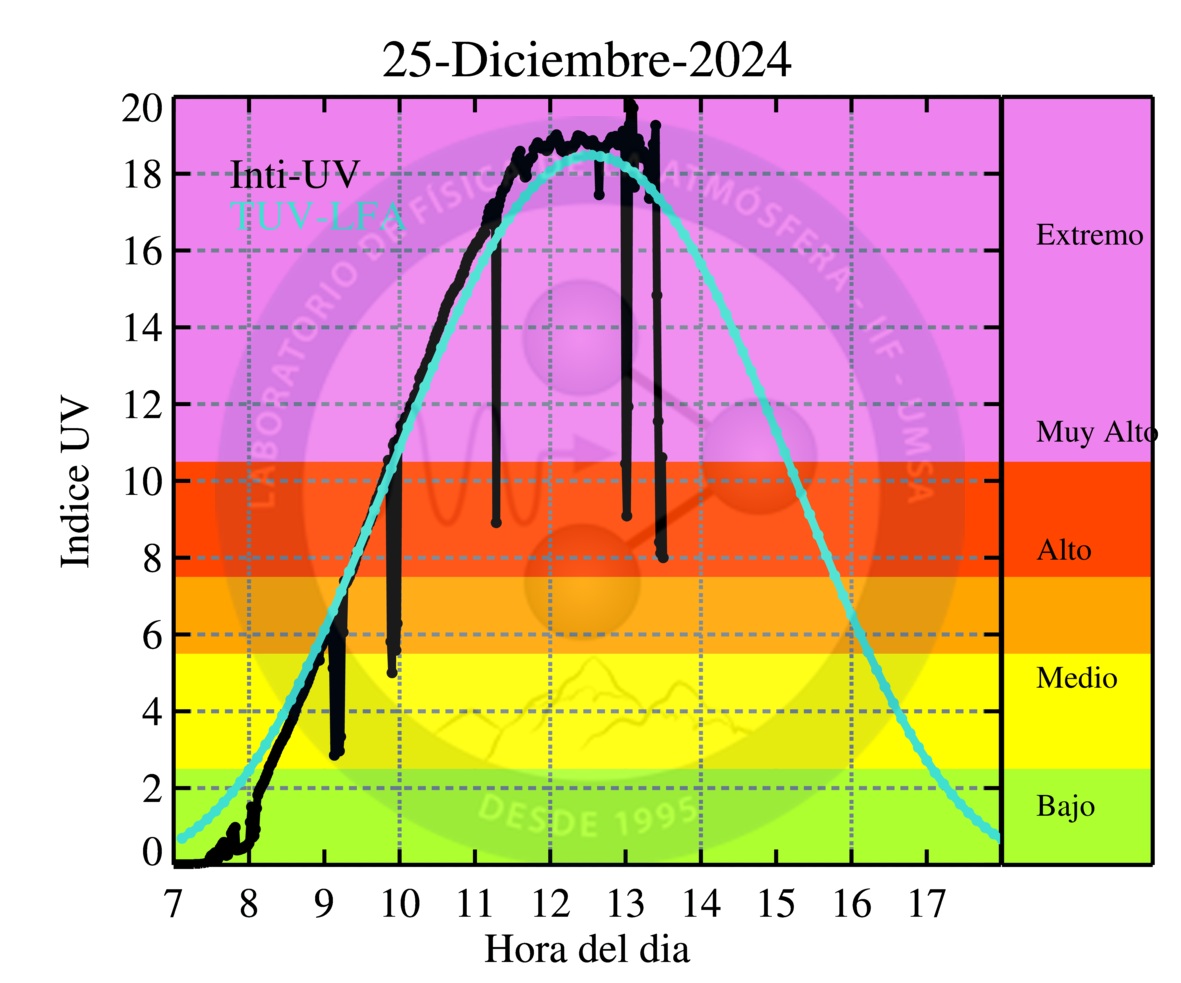 25-Diciembre-2024
Inti-UV
TUV-LFA
20
18
16
14
12
10
8
6
4
2
0
Indice UV
7 8 9 10 11 12 13 14 15 16 17
Hora del dia
Extremo
Muy Alto
Alto
Medio
Bajo
LABORATORIO DE FÍSICA ATMÓSFERA - IIF - UMSA
DESDE 1995